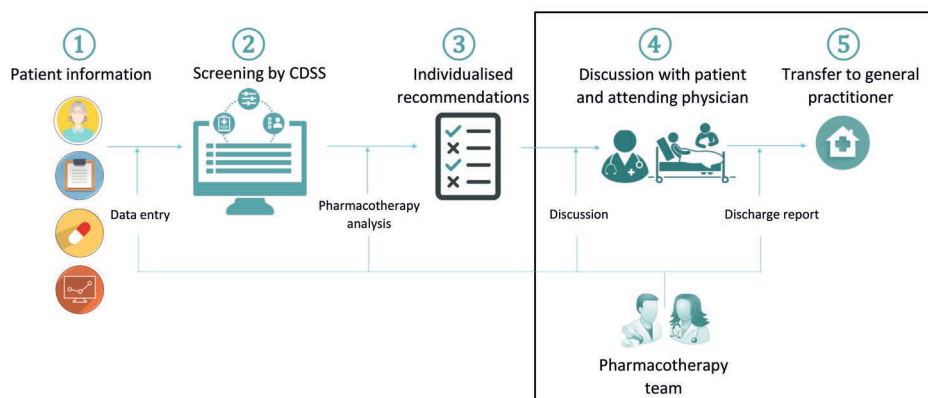 ①
Patient information
②
Screening by CDSS
③
Individualised
recommendations
④
Discussion with patient
and attending physician
⑤
Transfer to general
practitioner
Data entry
Pharmacotherapy
analysis
Discussion
Discharge report
Pharmacotherapy
team